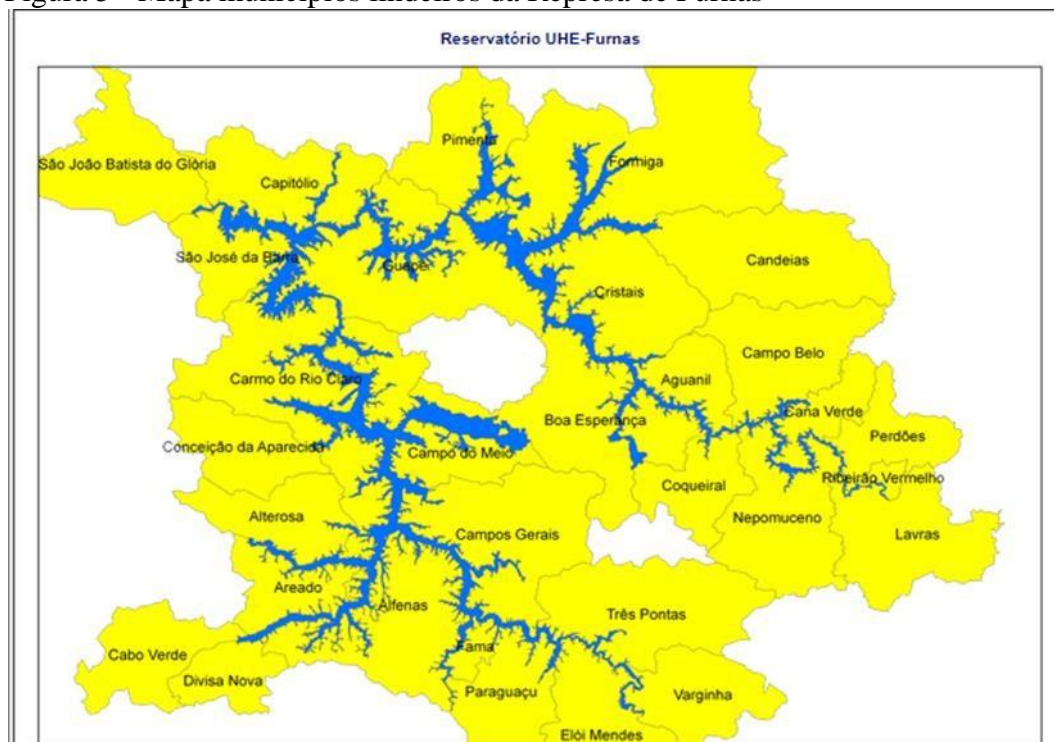 Figura 3 - Mapa municípios lindeiros da Represa de Furnas
Reservatório UHE-Furnas
Pimenta
Formiga
São João Batista do Glória
Capitólio
São José da Barra
Guapé
Candeias
Cristais
Campo Belo
Carmo do Rio Claro
Aguanil
Cana Verde
Boa Esperança
Perdões
Conceição da Aparecida
Campo do Meio
Coqueiral
Ribeirão Vermelho
Alterosa
Nepomuceno
Campos Gerais
Lavras
Areado
Alfenas
Três Pontas
Fama
Cabo Verde
Divisa Nova
Paraguaçu
Varginha
Elói Mendes